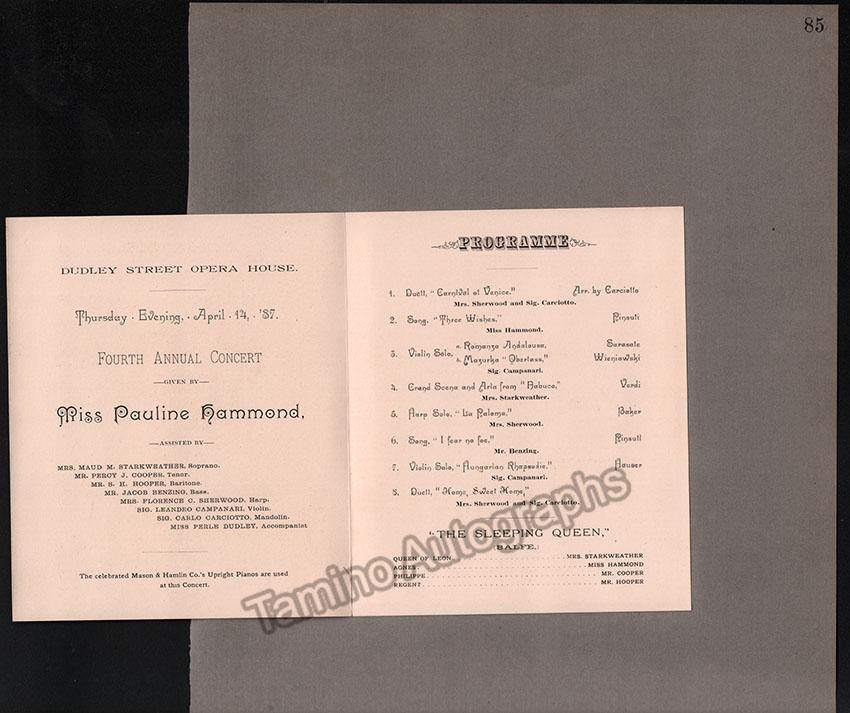 85
DUDLEY STREET OPERA HOUSE.
Thursday · Evening, · April · 14, · '87.
FOURTH ANNUAL CONCERT
—GIVEN BY—
Miss Pauline Hammond,
—ASSISTED BY—
MRS. MAUD M. STARKWEATHER, Soprano.
MR. PERCY J. COOPER, Tenor.
MR. S. H. HOOPER, Baritone.
MR. JACOB BENZING, Bass.
MRS. FLORENCE C. SHERWOOD, Harp.
SIG. LEANDRO CAMPANARI, Violin.
SIG. CARLO CARCIOTTO, Mandolin.
MISS PERLE DUDLEY, Accompanist
The celebrated Mason & Hamlin Co.'s Upright Pianos are used
at this Concert.
PROGRAMME
1. Duett, "Carnival of Venice," Arr. by Carciotto
Mrs. Sherwood and Sig. Carciotto.
2. Song, "Three Wishes," Pinsuti
Miss Hammond.
3. Violin Solo, a. Romanza Andalousa, Sarasate
b. Mazurka "Obertass," Wieniawski
Sig. Campanari.
4. Grand Scena and Aria from "Nabuco," Verdi
Mrs. Starkweather.
5. Harp Solo, "La Paloma," Baker
Mrs. Sherwood.
6. Song, "I fear no foe," Pinsuti
Mr. Benzing.
7. Violin Solo, "Hungarian Rhapsodie," Hauser
Sig. Campanari.
8. Duett, "Home, Sweet Home,"
Mrs. Sherwood and Sig. Carciotto.
"THE SLEEPING QUEEN,"
(BALFE.)
QUEEN OF LEON MRS. STARKWEATHER
AGNES MISS HAMMOND
PHILIPPE MR. COOPER
REGENT MR. HOOPER
Tamino Autographs